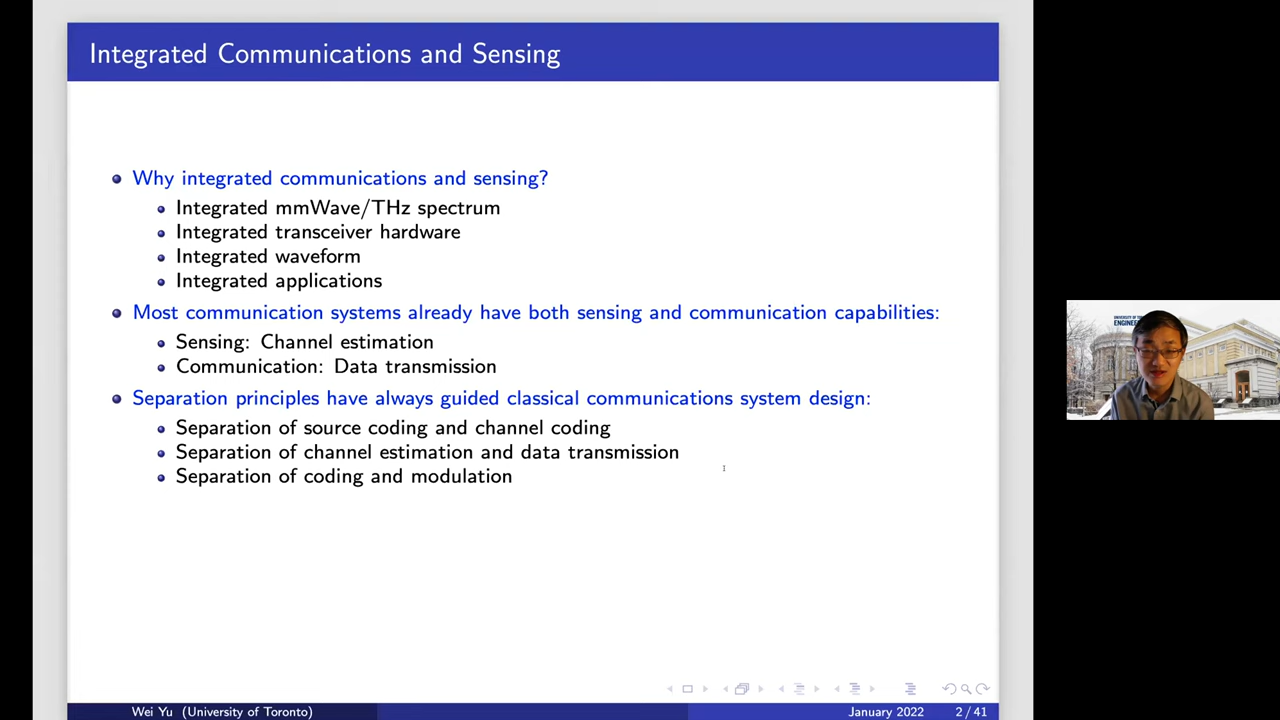 Integrated Communications and Sensing
Why integrated communications and sensing?
Integrated mmWave/THz spectrum
Integrated transceiver hardware
Integrated waveform
Integrated applications
Most communication systems already have both sensing and communication capabilities:
Sensing: Channel estimation
Communication: Data transmission
Separation principles have always guided classical communications system design:
Separation of source coding and channel coding
Separation of channel estimation and data transmission
Separation of coding and modulation
Wei Yu (University of Toronto)
January 2022
2 / 41